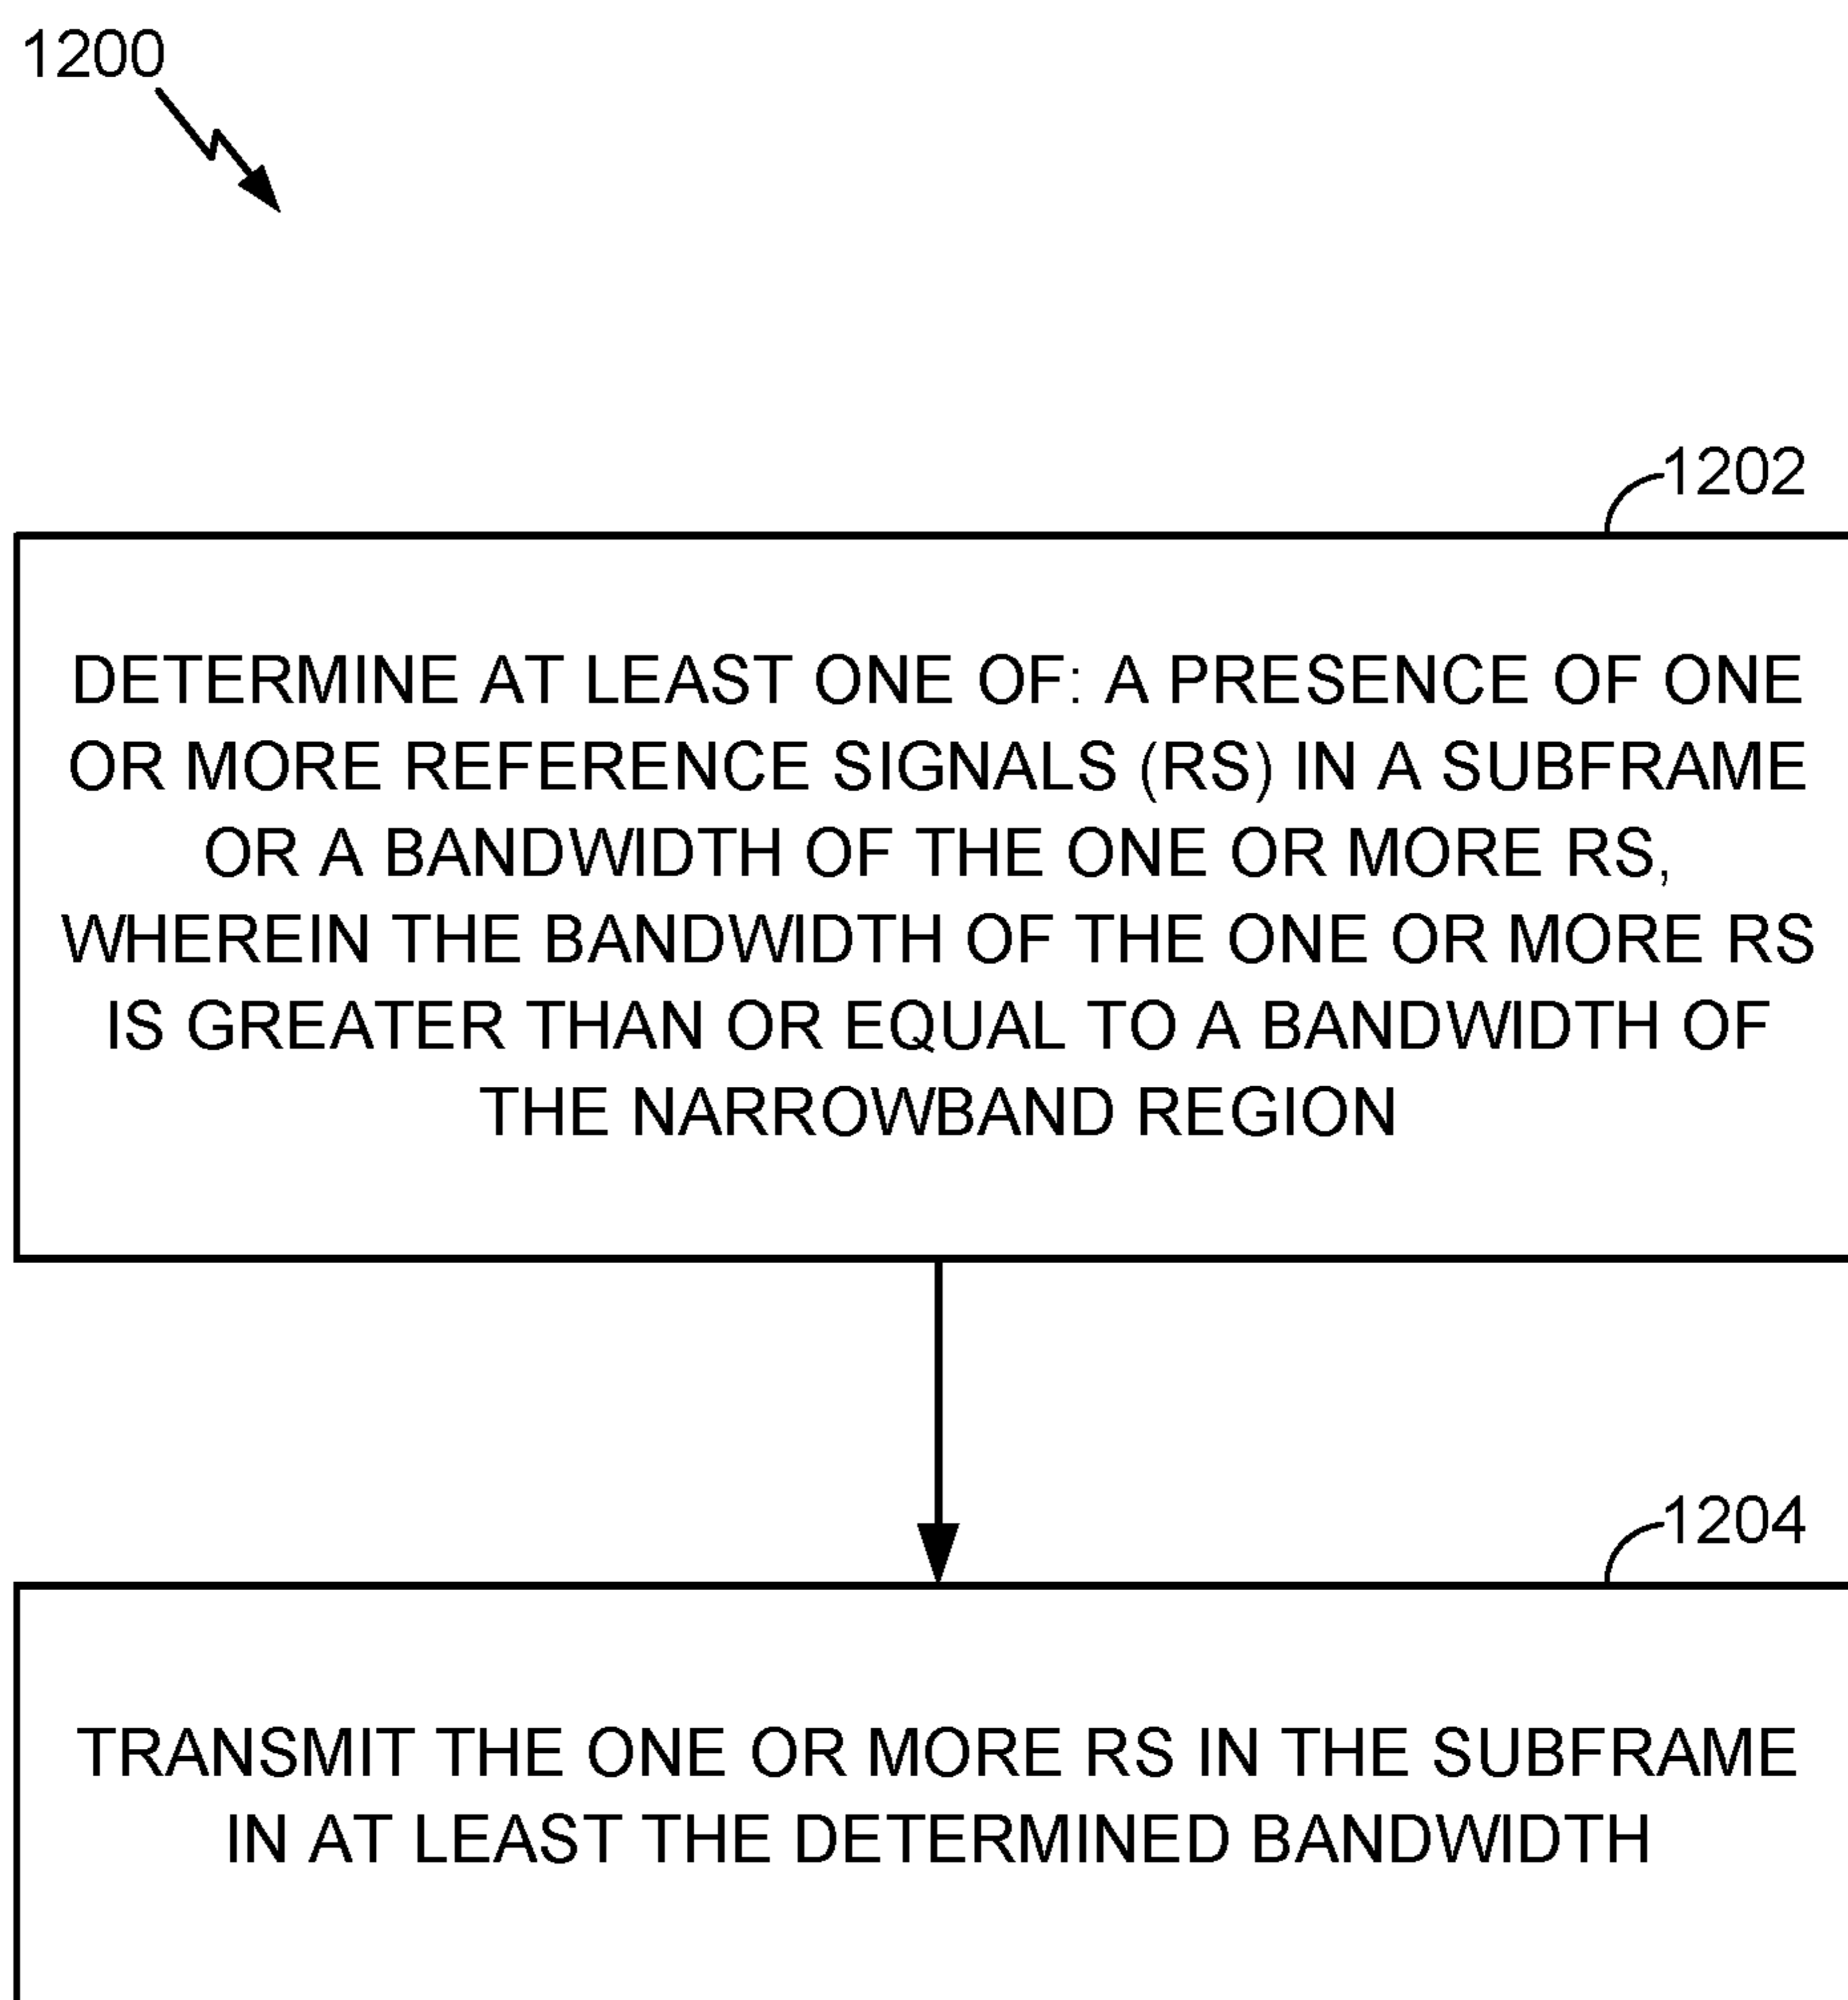 1200
1202
DETERMINE AT LEAST ONE OF: A PRESENCE OF ONE
OR MORE REFERENCE SIGNALS (RS) IN A SUBFRAME
OR A BANDWIDTH OF THE ONE OR MORE RS,
WHEREIN THE BANDWIDTH OF THE ONE OR MORE RS
IS GREATER THAN OR EQUAL TO A BANDWIDTH OF
THE NARROWBAND REGION
1204
TRANSMIT THE ONE OR MORE RS IN THE SUBFRAME
IN AT LEAST THE DETERMINED BANDWIDTH